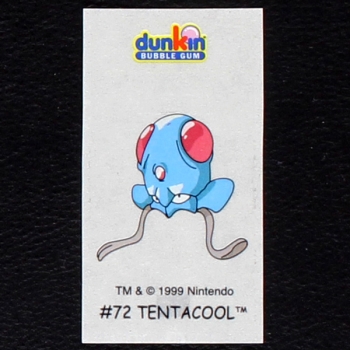 dunkin
BUBBLE GUM
TM & © 1999 Nintendo
#72 TENTACOOL™